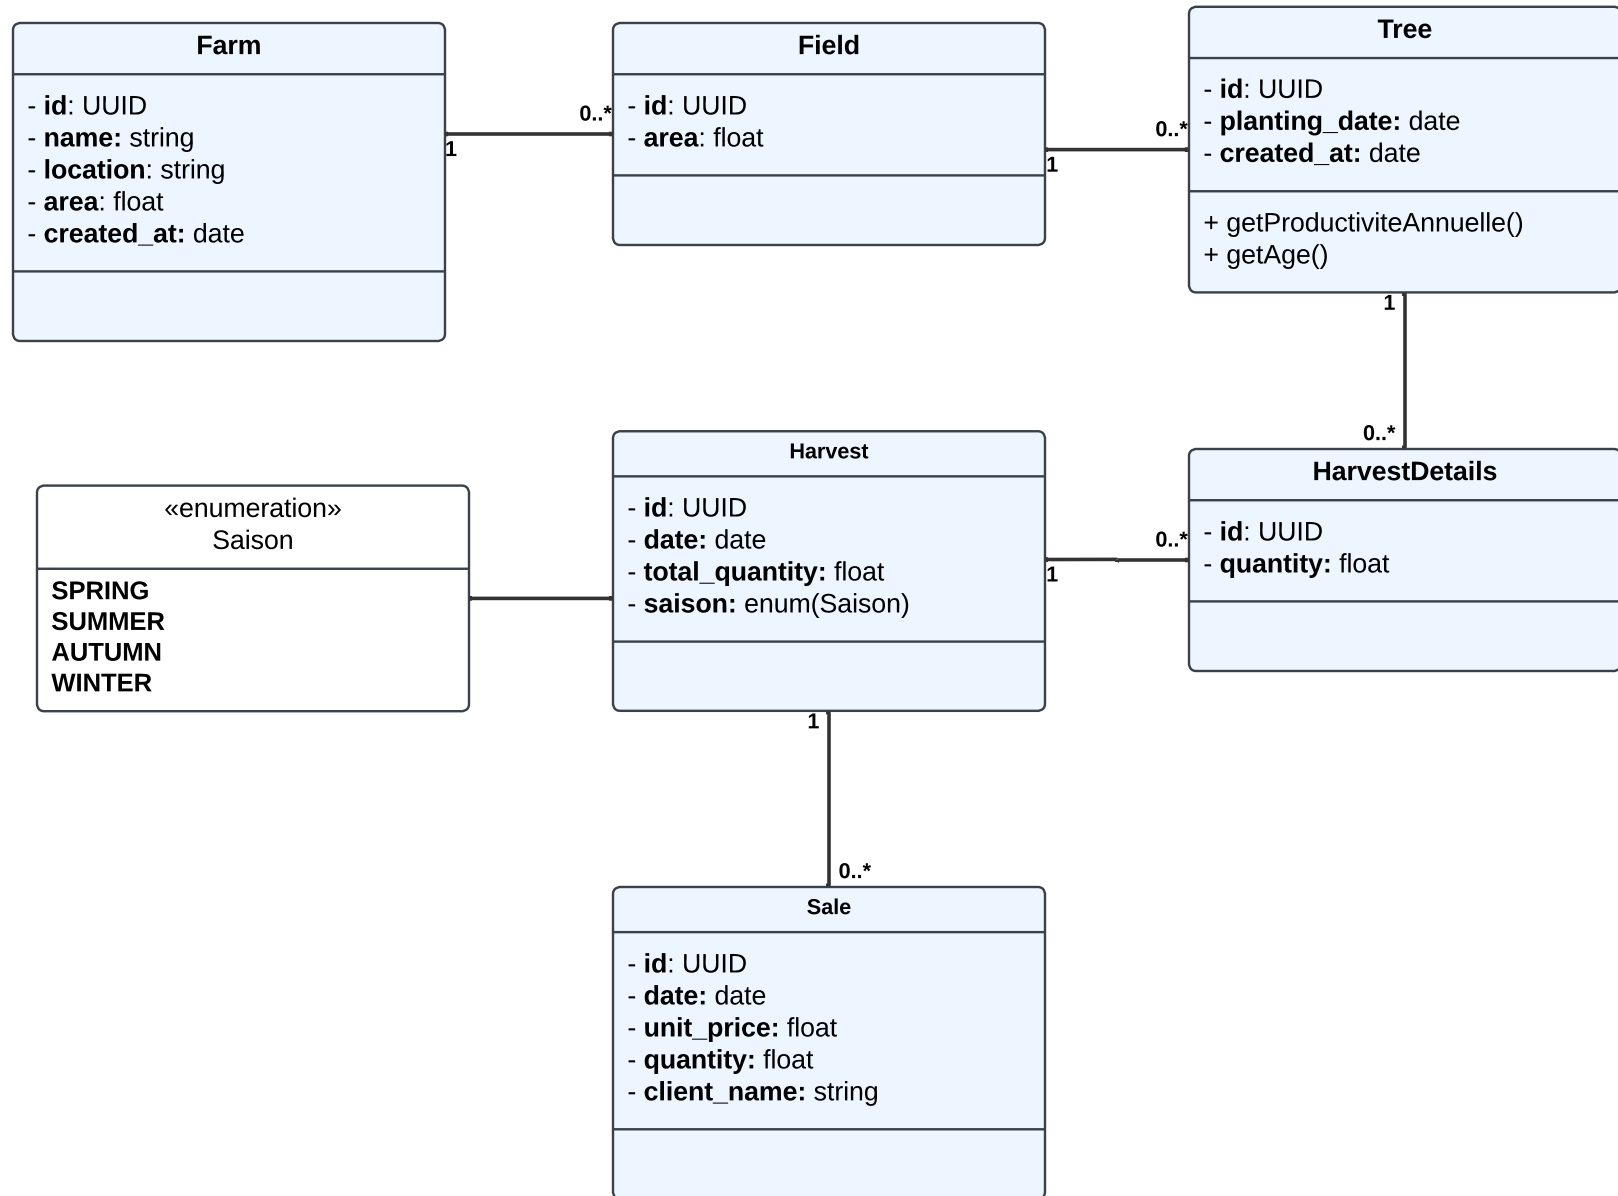 Farm
- id: UUID
- name: string
- location: string
- area: float
- created_at: date
1
0..*
Field
- id: UUID
- area: float
1
0..*
Tree
- id: UUID
- planting_date: date
- created_at: date
+ getProductiviteAnnuelle()
+ getAge()
1
0..*
«enumeration»
Saison
SPRING
SUMMER
AUTUMN
WINTER
Harvest
- id: UUID
- date: date
- total_quantity: float
- saison: enum(Saison)
1
0..*
HarvestDetails
- id: UUID
- quantity: float
1
0..*
Sale
- id: UUID
- date: date
- unit_price: float
- quantity: float
- client_name: string